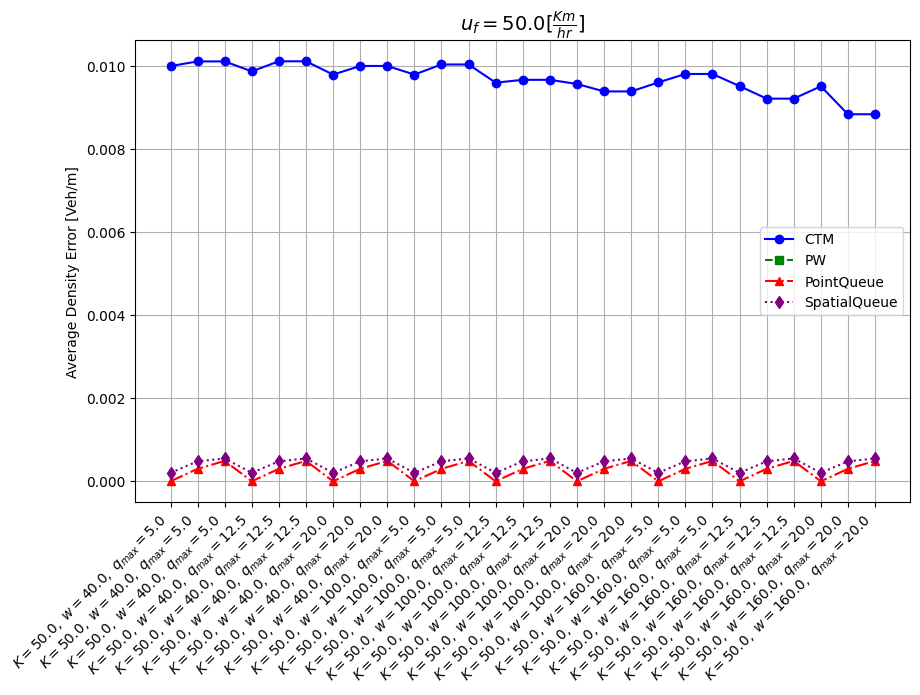 $u_f = 50.0[\frac{Km}{hr}]$
Average Density Error [Veh/m]
0.010
0.008
0.006
0.004
0.002
0.000
CTM
PW
PointQueue
SpatialQueue
K = 50.0, w = 40.0, q_max = 5.0
K = 50.0, w = 40.0, q_max = 5.0
K = 50.0, w = 40.0, q_max = 5.0
K = 50.0, w = 40.0, q_max = 12.5
K = 50.0, w = 40.0, q_max = 12.5
K = 50.0, w = 40.0, q_max = 12.5
K = 50.0, w = 40.0, q_max = 20.0
K = 50.0, w = 40.0, q_max = 20.0
K = 50.0, w = 40.0, q_max = 20.0
K = 50.0, w = 100.0, q_max = 5.0
K = 50.0, w = 100.0, q_max = 5.0
K = 50.0, w = 100.0, q_max = 5.0
K = 50.0, w = 100.0, q_max = 12.5
K = 50.0, w = 100.0, q_max = 12.5
K = 50.0, w = 100.0, q_max = 12.5
K = 50.0, w = 100.0, q_max = 20.0
K = 50.0, w = 100.0, q_max = 20.0
K = 50.0, w = 100.0, q_max = 20.0
K = 50.0, w = 160.0, q_max = 5.0
K = 50.0, w = 160.0, q_max = 5.0
K = 50.0, w = 160.0, q_max = 5.0
K = 50.0, w = 160.0, q_max = 12.5
K = 50.0, w = 160.0, q_max = 12.5
K = 50.0, w = 160.0, q_max = 12.5
K = 50.0, w = 160.0, q_max = 20.0
K = 50.0, w = 160.0, q_max = 20.0
K = 50.0, w = 160.0, q_max = 20.0